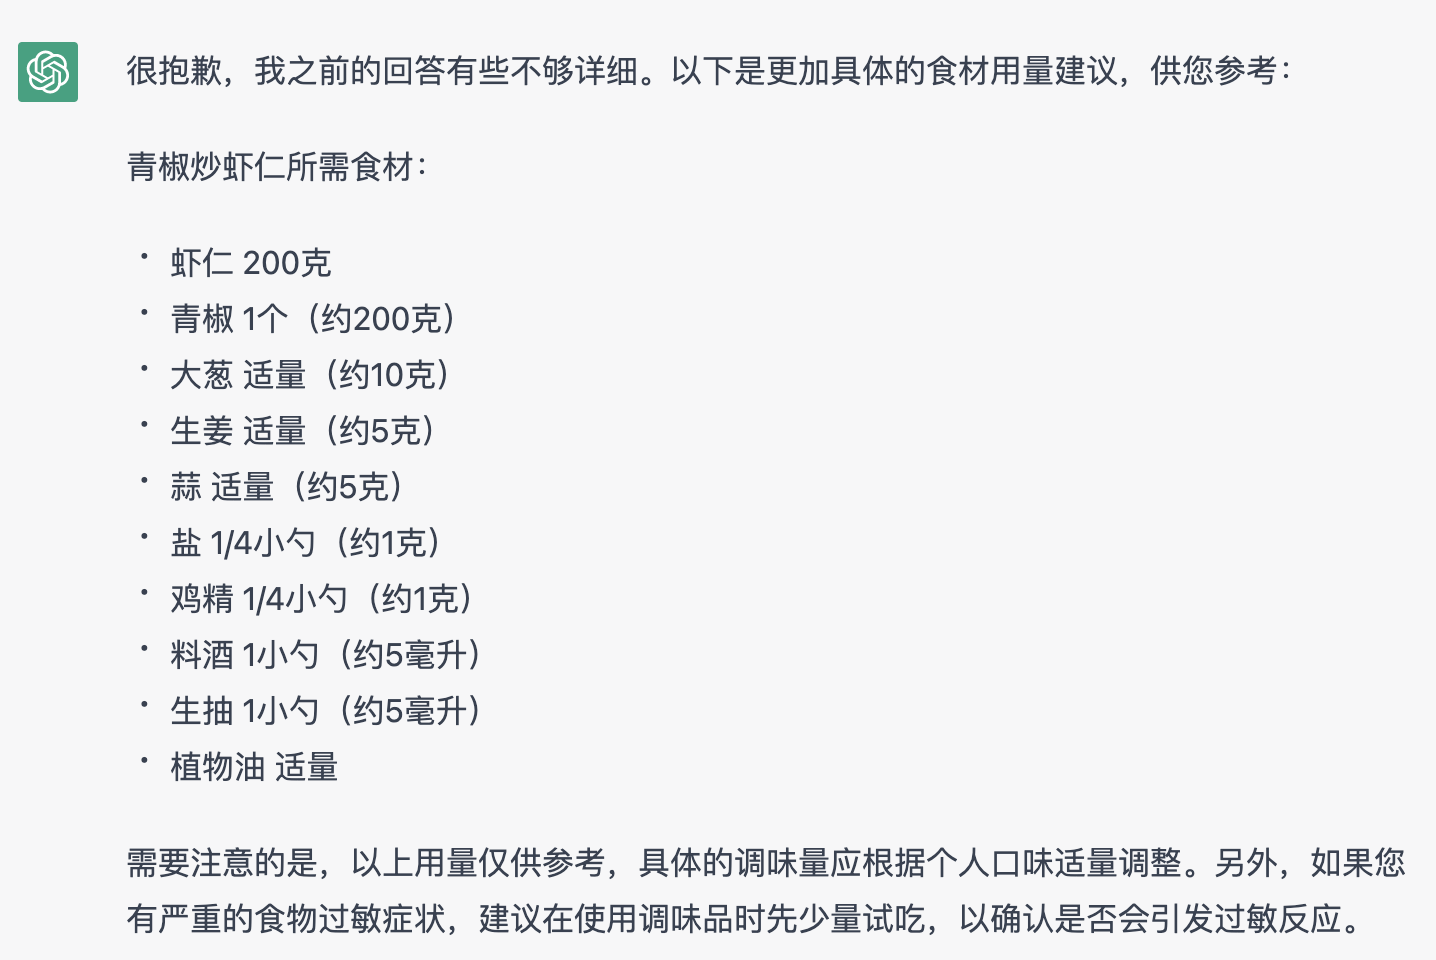 很抱歉，我之前的回答有些不够详细。以下是更加具体的食材用量建议，供您参考：
青椒炒虾仁所需食材：
• 虾仁 200克
• 青椒 1个（约200克）
• 大葱 适量（约10克）
• 生姜 适量（约5克）
• 蒜 适量（约5克）
• 盐 1/4小勺（约1克）
• 鸡精 1/4小勺（约1克）
• 料酒 1小勺（约5毫升）
• 生抽 1小勺（约5毫升）
• 植物油 适量
需要注意的是，以上用量仅供参考，具体的调味量应根据个人口味适量调整。另外，如果您
有严重的食物过敏症状，建议在使用调味品时先少量试吃，以确认是否会引发过敏反应。